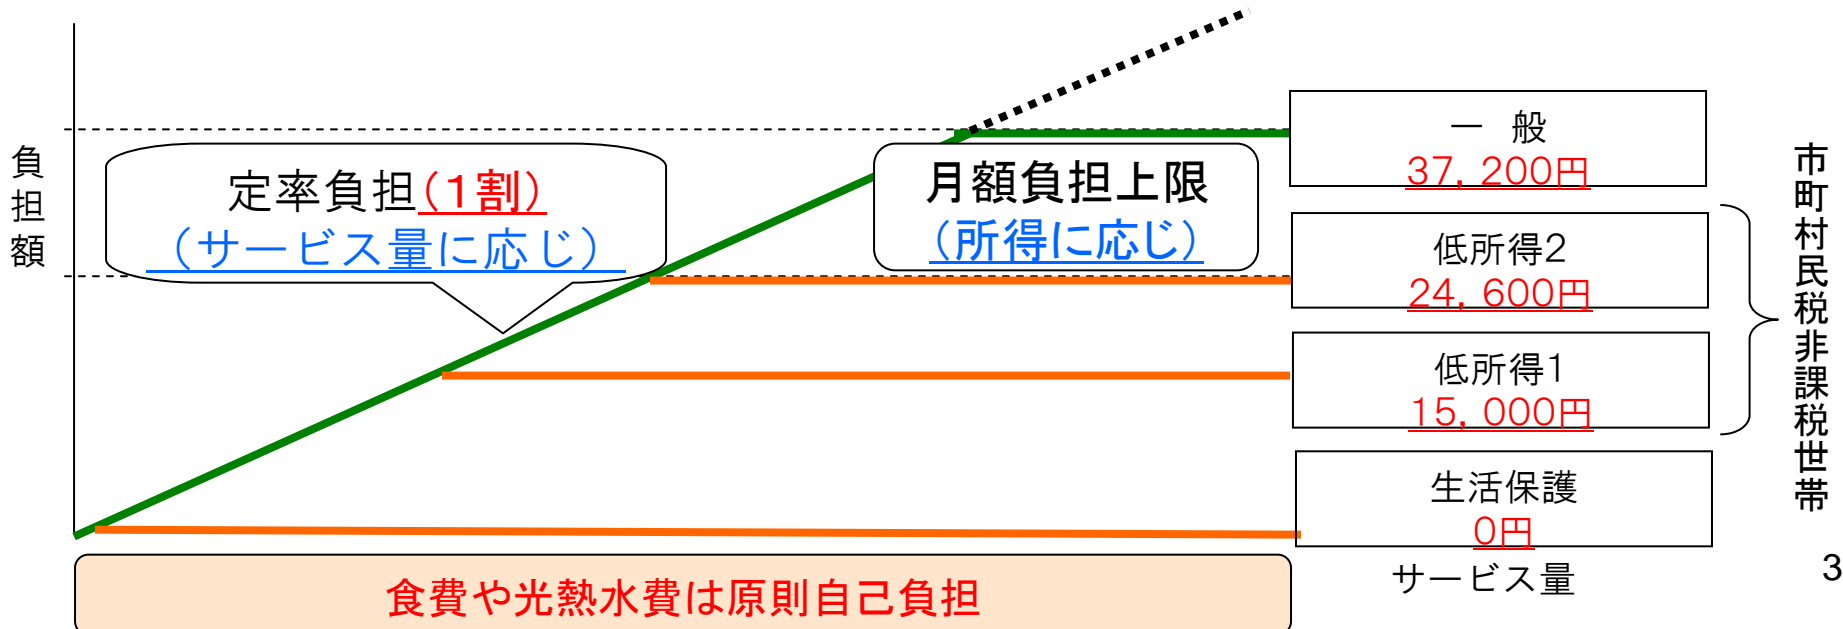 負担額
定率負担(1割)
(サービス量に応じ)
月額負担上限
(所得に応じ)
一 般
37,200円
低所得2
24,600円
低所得1
15,000円
生活保護
0円
市町村民税非課税世帯
サービス量
食費や光熱水費は原則自己負担
3